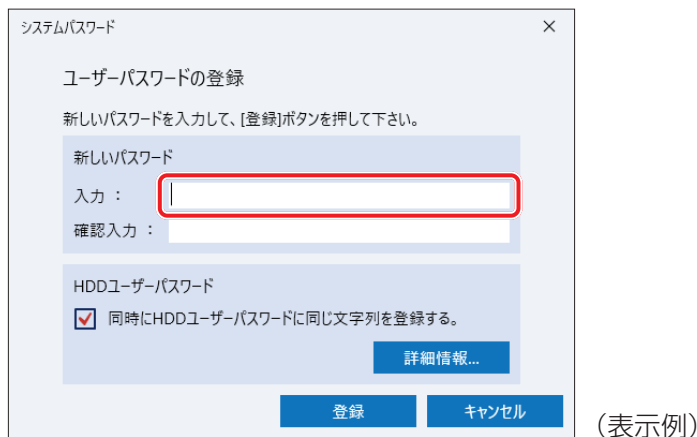 システムパスワード
ユーザーパスワードの登録
新しいパスワードを入力して、[登録]ボタンを押して下さい。
新しいパスワード
入力 ：
確認入力 ：
HDDユーザーパスワード
同時にHDDユーザーパスワードに同じ文字列を登録する。
詳細情報...
登録 キャンセル
（表示例）